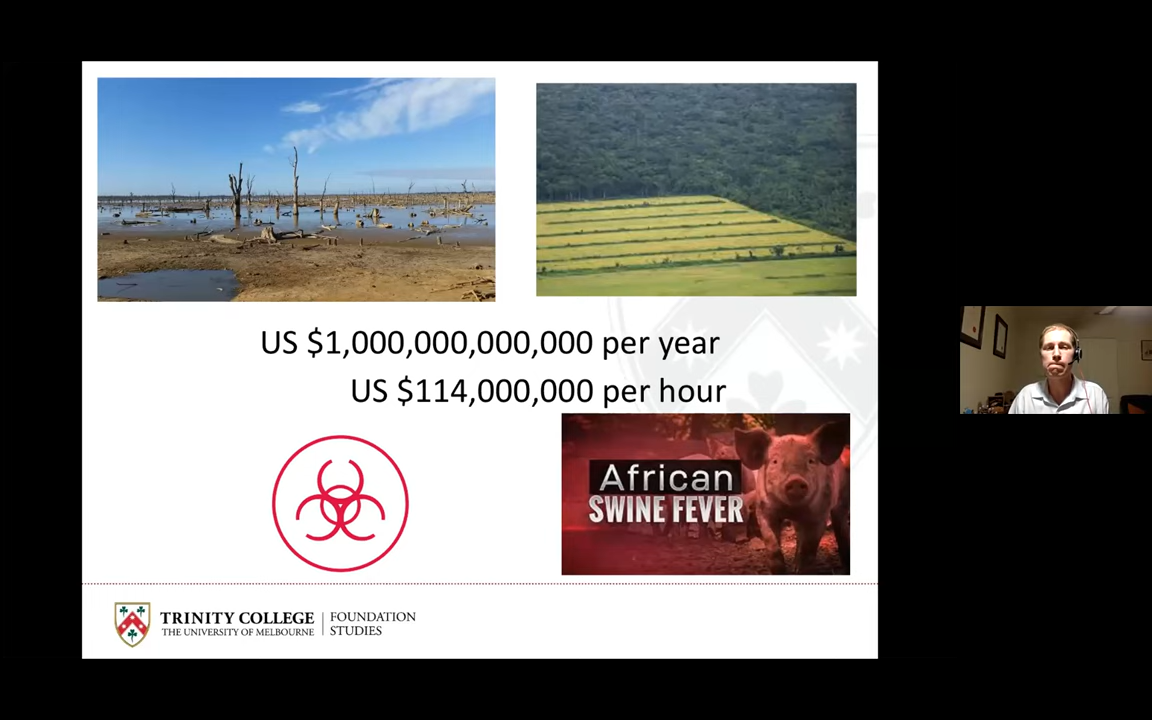 US $1,000,000,000,000 per year
US $114,000,000 per hour
African
SWINE FEVER
TRINITY COLLEGE
THE UNIVERSITY OF MELBOURNE
FOUNDATION
STUDIES